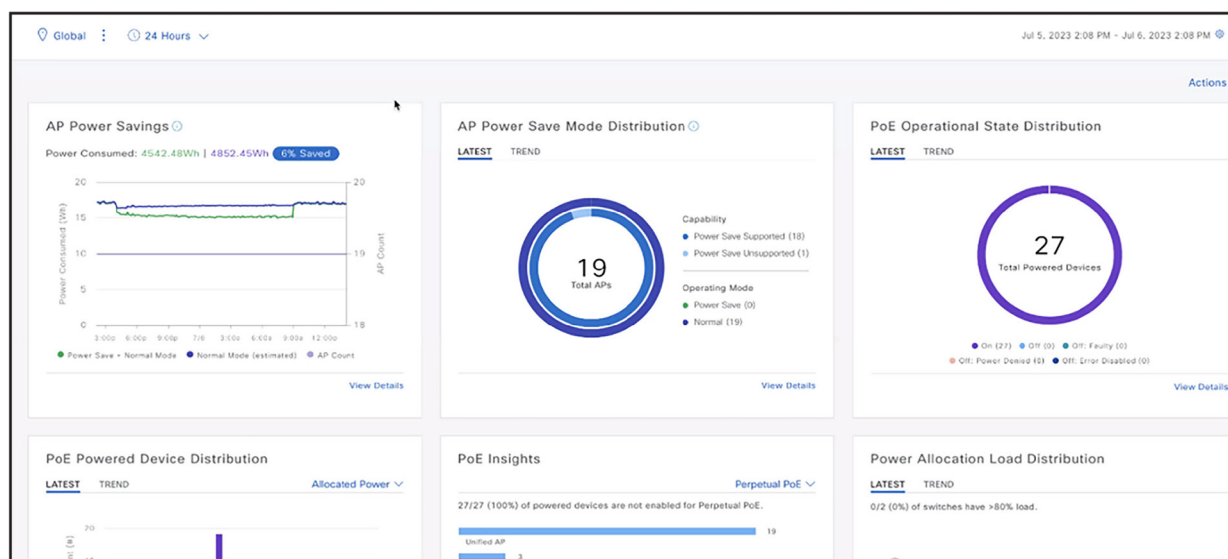 Global
24 Hours
Jul 5, 2023 2:08 PM - Jul 6, 2023 2:08 PM
Actions
AP Power Savings
Power Consumed: 4542.48Wh | 4852.45Wh 6% Saved
20
15
10
5
0
Power Consumed (Wh)
20
19
18
AP Count
3:00p 6:00p 9:00p 7/6 3:00a 6:00a 9:00a 12:00p
Power Save + Normal Mode Normal Mode (estimated) AP Count
View Details
AP Power Save Mode Distribution
LATEST TREND
19
Total APs
Capability
Power Save Supported (18)
Power Save Unsupported (1)
Operating Mode
Power Save (0)
Normal (19)
View Details
PoE Operational State Distribution
LATEST TREND
27
Total Powered Devices
On (27) Off (0) Off: Faulty (0)
Off: Power Denied (0) Off: Error Disabled (0)
View Details
PoE Powered Device Distribution
LATEST TREND Allocated Power
20
PoE Insights
Perpetual PoE
27/27 (100%) of powered devices are not enabled for Perpetual PoE.
19
Unified AP
3
Power Allocation Load Distribution
LATEST TREND
0/2 (0%) of switches have >80% load.